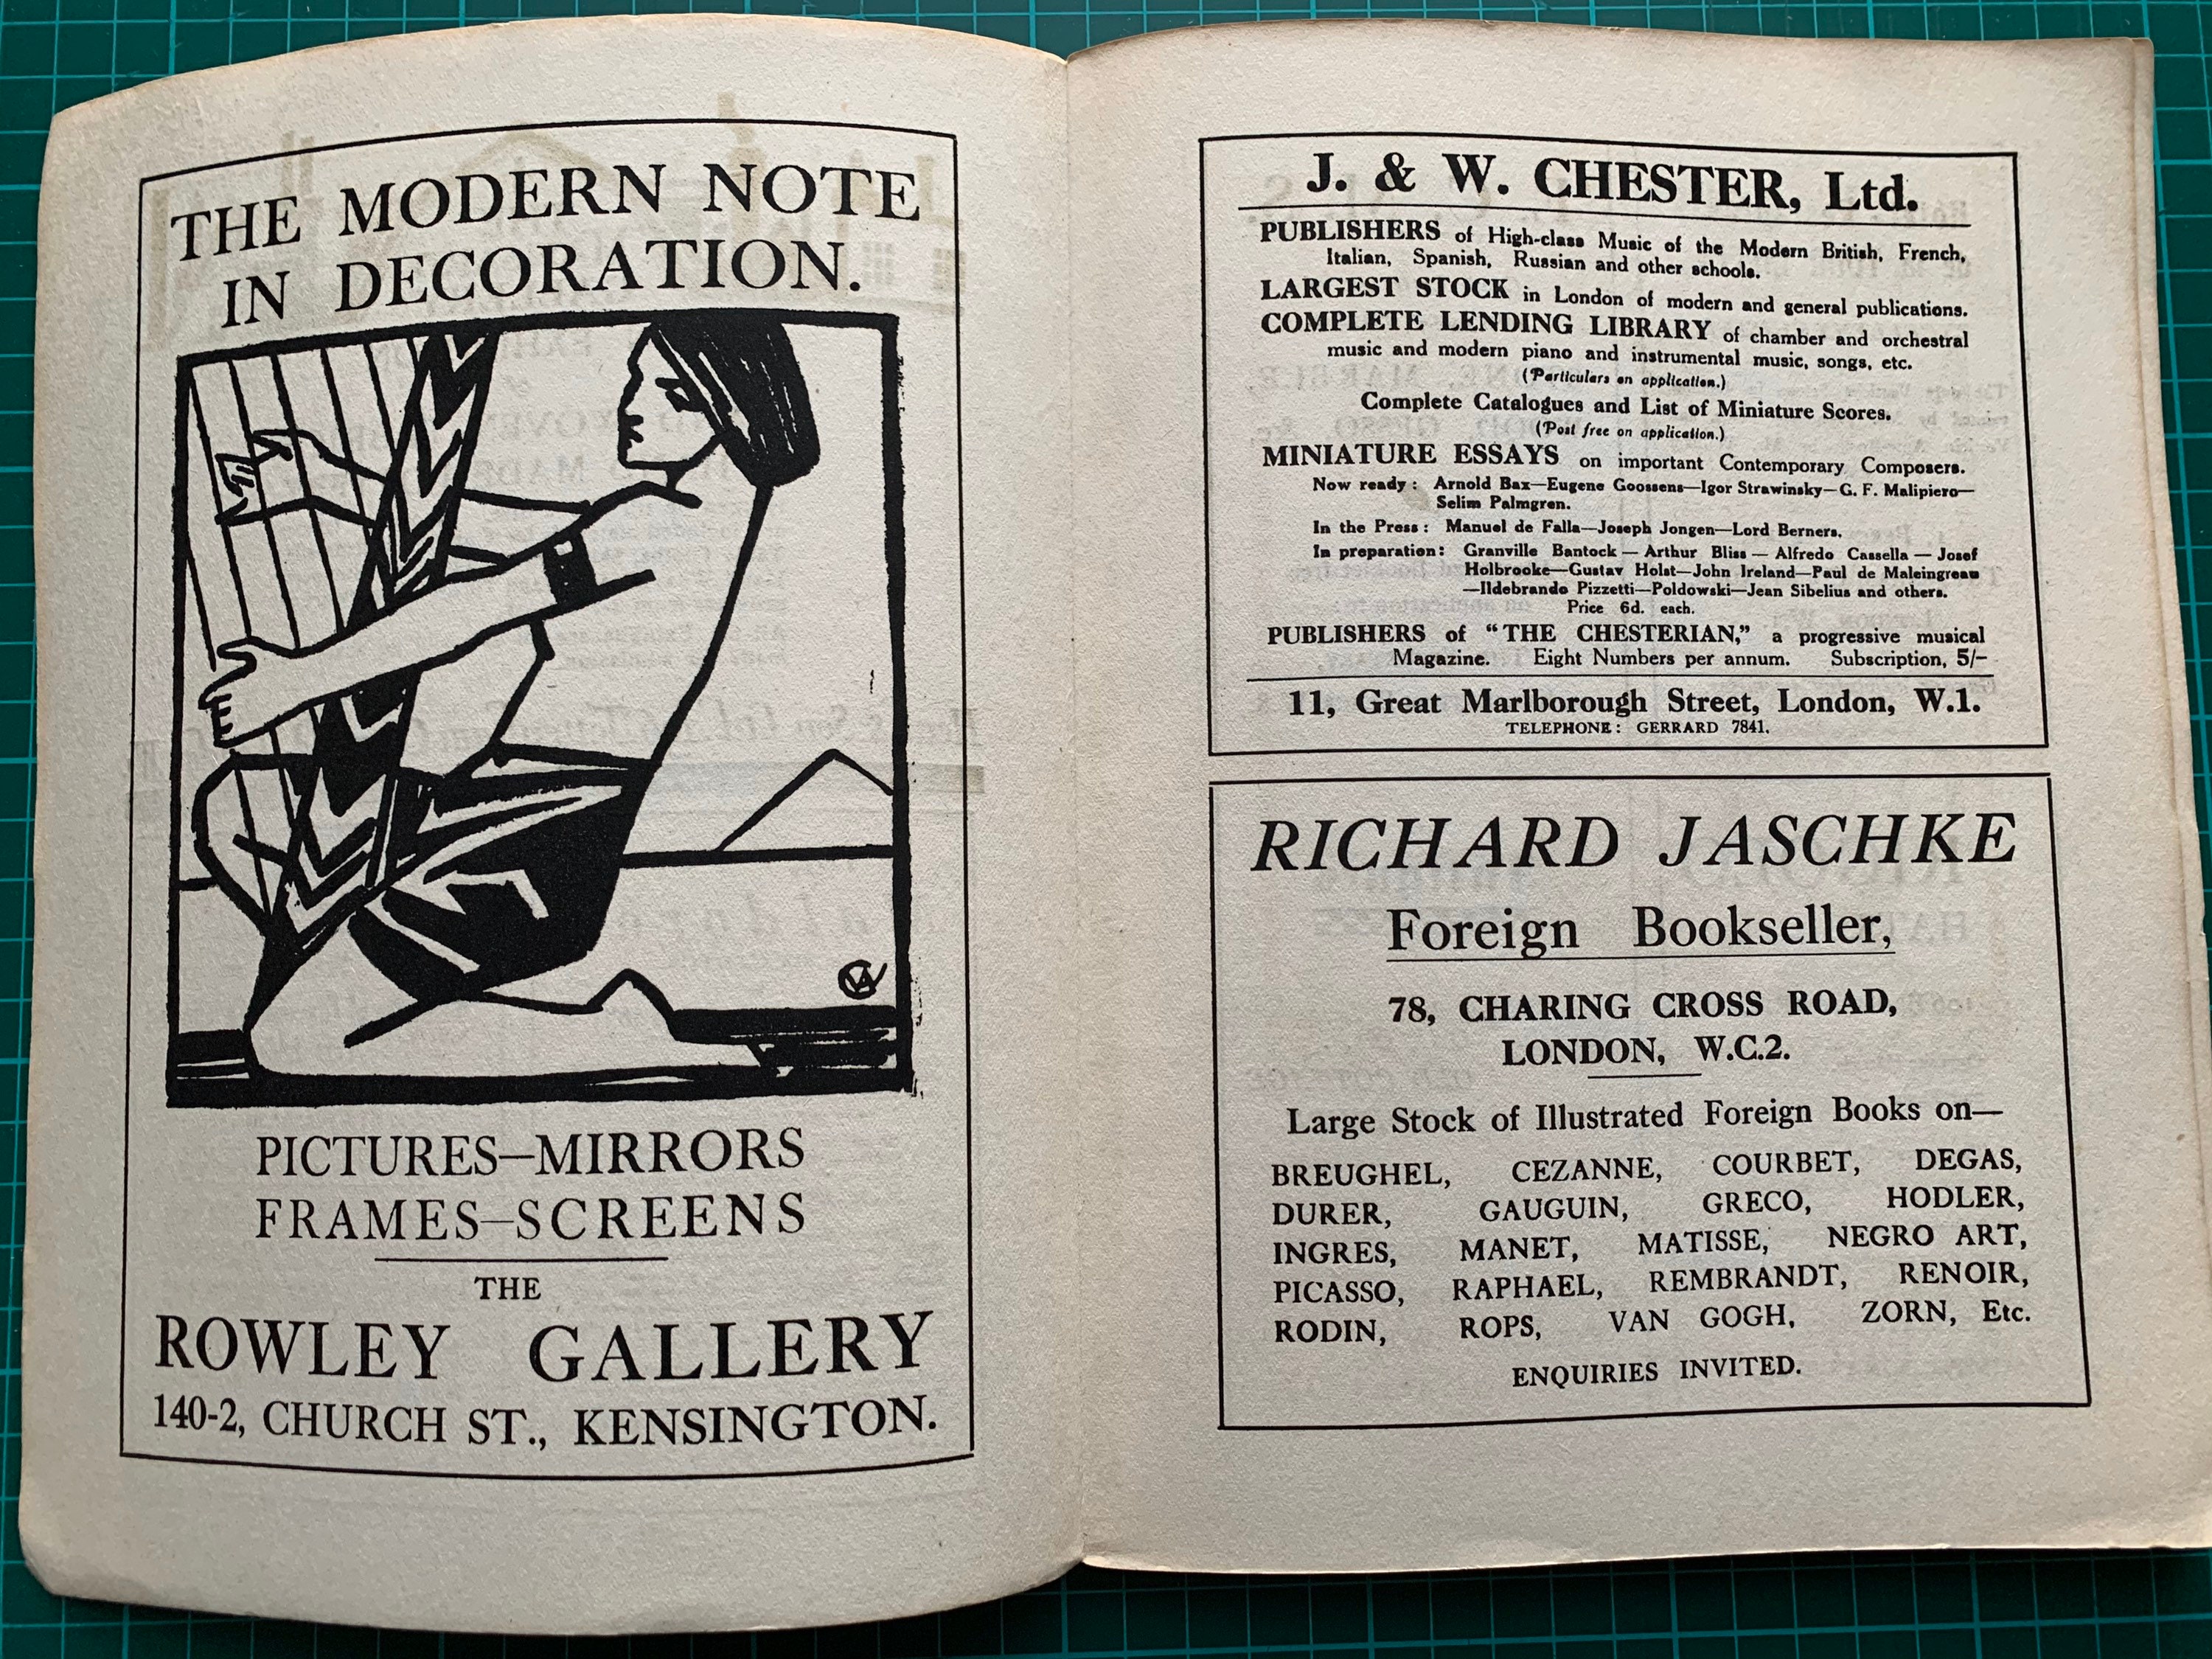 THE MODERN NOTE
IN DECORATION.
PICTURES—MIRRORS
FRAMES—SCREENS
THE
ROWLEY GALLERY
140-2, CHURCH ST., KENSINGTON.
J. & W. CHESTER, Ltd.
PUBLISHERS of High-class Music of the Modern British, French,
Italian, Spanish, Russian and other schools.
LARGEST STOCK in London of modern and general publications.
COMPLETE LENDING LIBRARY of chamber and orchestral
music and modern piano and instrumental music, songs, etc.
(Particulars on application.)
Complete Catalogues and List of Miniature Scores.
(Post free on application.)
MINIATURE ESSAYS on important Contemporary Composers.
Now ready: Arnold Bax—Eugene Goossens—Igor Strawinsky—G. F. Malipiero—
Selim Palmgren.
In the Press: Manuel de Falla—Joseph Jongen—Lord Berners.
In preparation: Granville Bantock — Arthur Bliss — Alfredo Cassella — Josef
Holbrooke—Gustav Holst—John Ireland—Paul de Maleingreau
—Ildebrando Pizzetti—Poldowski—Jean Sibelius and others.
Price 6d. each.
PUBLISHERS of "THE CHESTERIAN," a progressive musical
Magazine. Eight Numbers per annum. Subscription, 5/-
11, Great Marlborough Street, London, W.1.
TELEPHONE: GERRARD 7841.
RICHARD JASCHKE
Foreign Bookseller,
78, CHARING CROSS ROAD,
LONDON, W.C.2.
Large Stock of Illustrated Foreign Books on—
BREUGHEL, CEZANNE, COURBET, DEGAS,
DURER, GAUGUIN, GRECO, HODLER,
INGRES, MANET, MATISSE, NEGRO ART,
PICASSO, RAPHAEL, REMBRANDT, RENOIR,
RODIN, ROPS, VAN GOGH, ZORN, Etc.
ENQUIRIES INVITED.